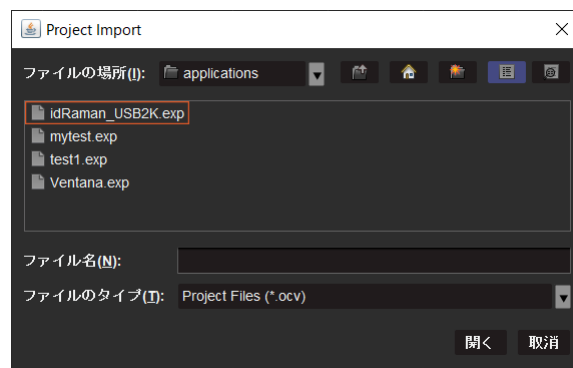 Project Import
ファイルの場所(I): applications
idRaman_USB2K.exp
mytest.exp
test1.exp
Ventana.exp
ファイル名(N):
ファイルのタイプ(T): Project Files (*.ocv)
開く 取消